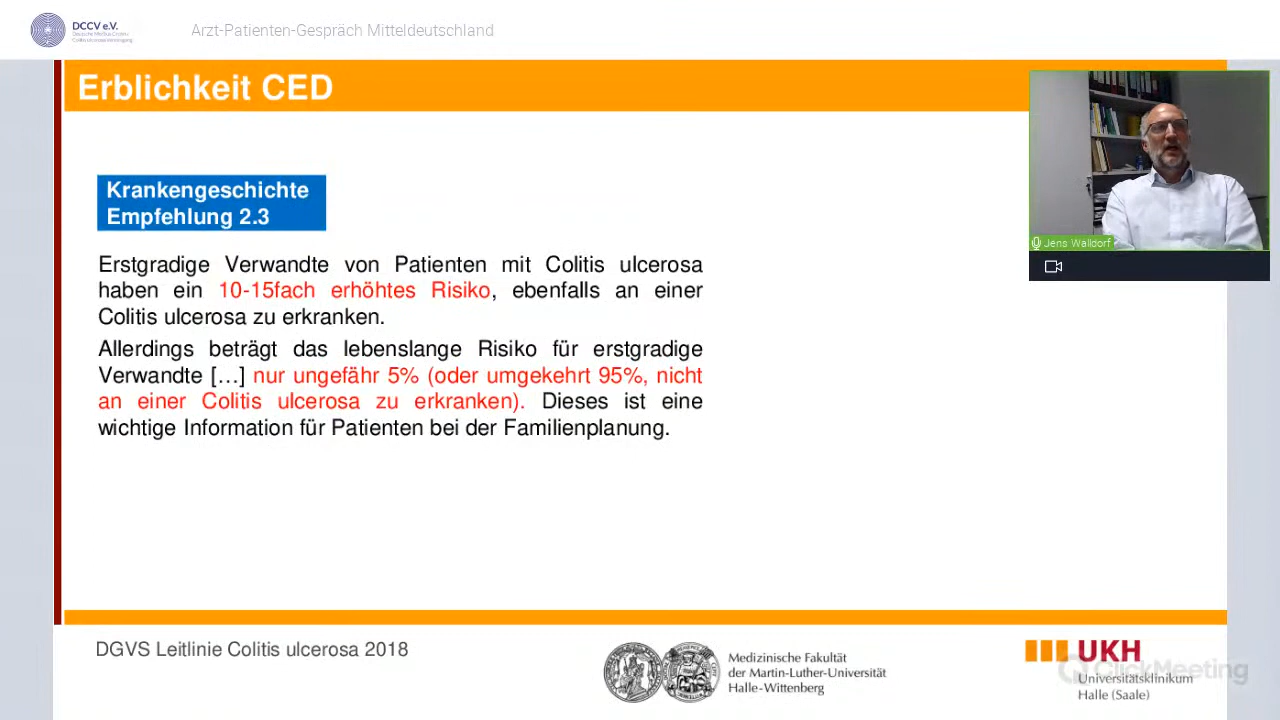 DCCV e.V.
Arzt-Patienten-Gespräch Mitteldeutschland
Erblichkeit CED
Krankengeschichte
Empfehlung 2.3
Erstgradige Verwandte von Patienten mit Colitis ulcerosa
haben ein 10-15fach erhöhtes Risiko, ebenfalls an einer
Colitis ulcerosa zu erkranken.
Allerdings beträgt das lebenslange Risiko für erstgradige
Verwandte […] nur ungefähr 5% (oder umgekehrt 95%, nicht
an einer Colitis ulcerosa zu erkranken). Dieses ist eine
wichtige Information für Patienten bei der Familienplanung.
Jens Walldorf
DGVS Leitlinie Colitis ulcerosa 2018
Medizinische Fakultät
der Martin-Luther-Universität
Halle-Wittenberg
UKH
ClickMeeting
Universitätsklinikum
Halle (Saale)